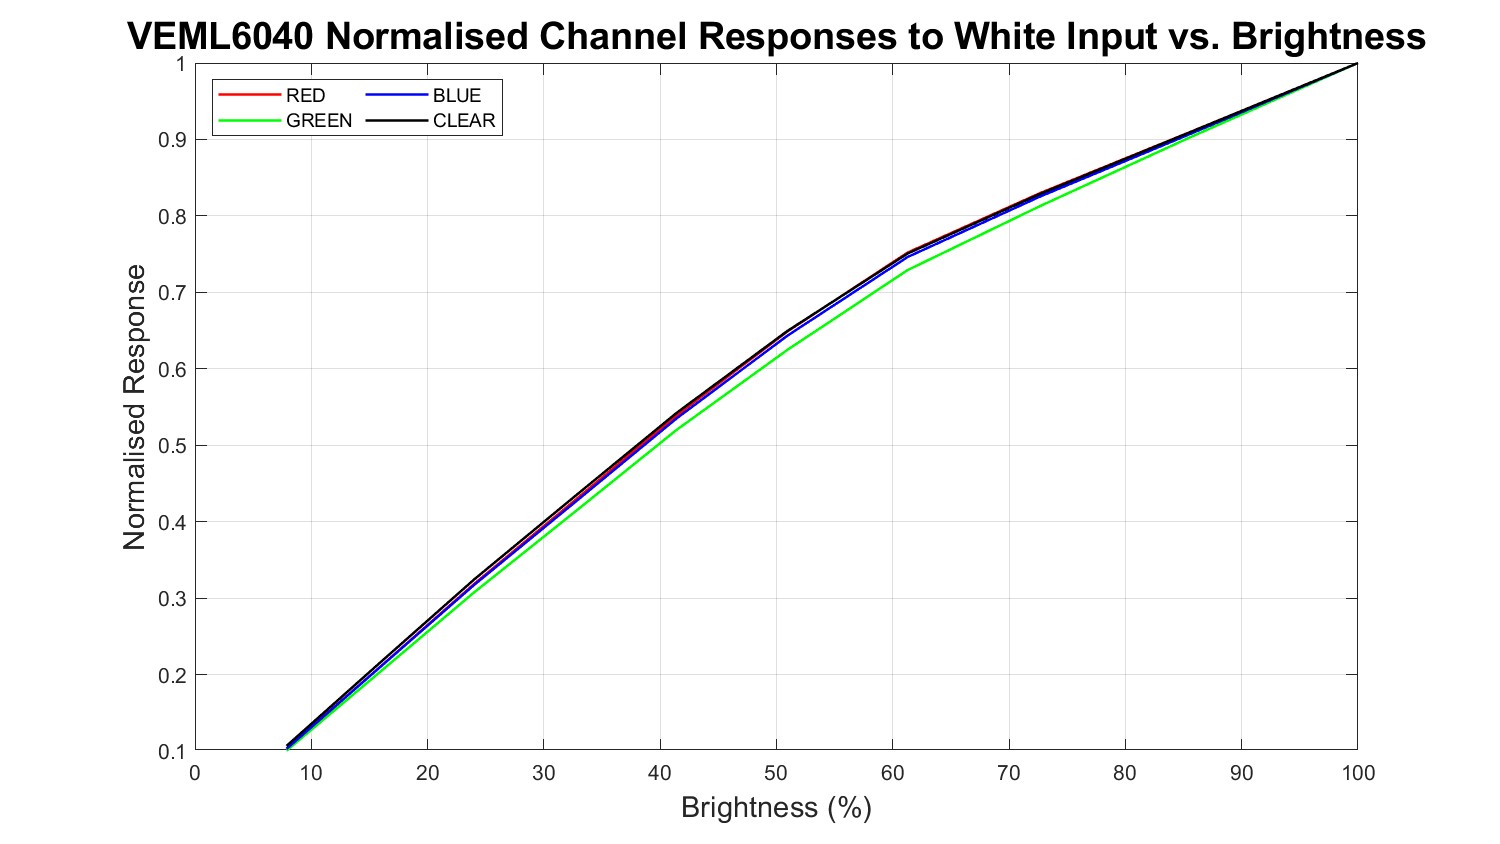 VEML6040 Normalised Channel Responses to White Input vs. Brightness
RED BLUE
GREEN CLEAR
1
0.9
0.8
0.7
0.6
0.5
0.4
0.3
0.2
0.1
Normalised Response
0 10 20 30 40 50 60 70 80 90 100
Brightness (%)